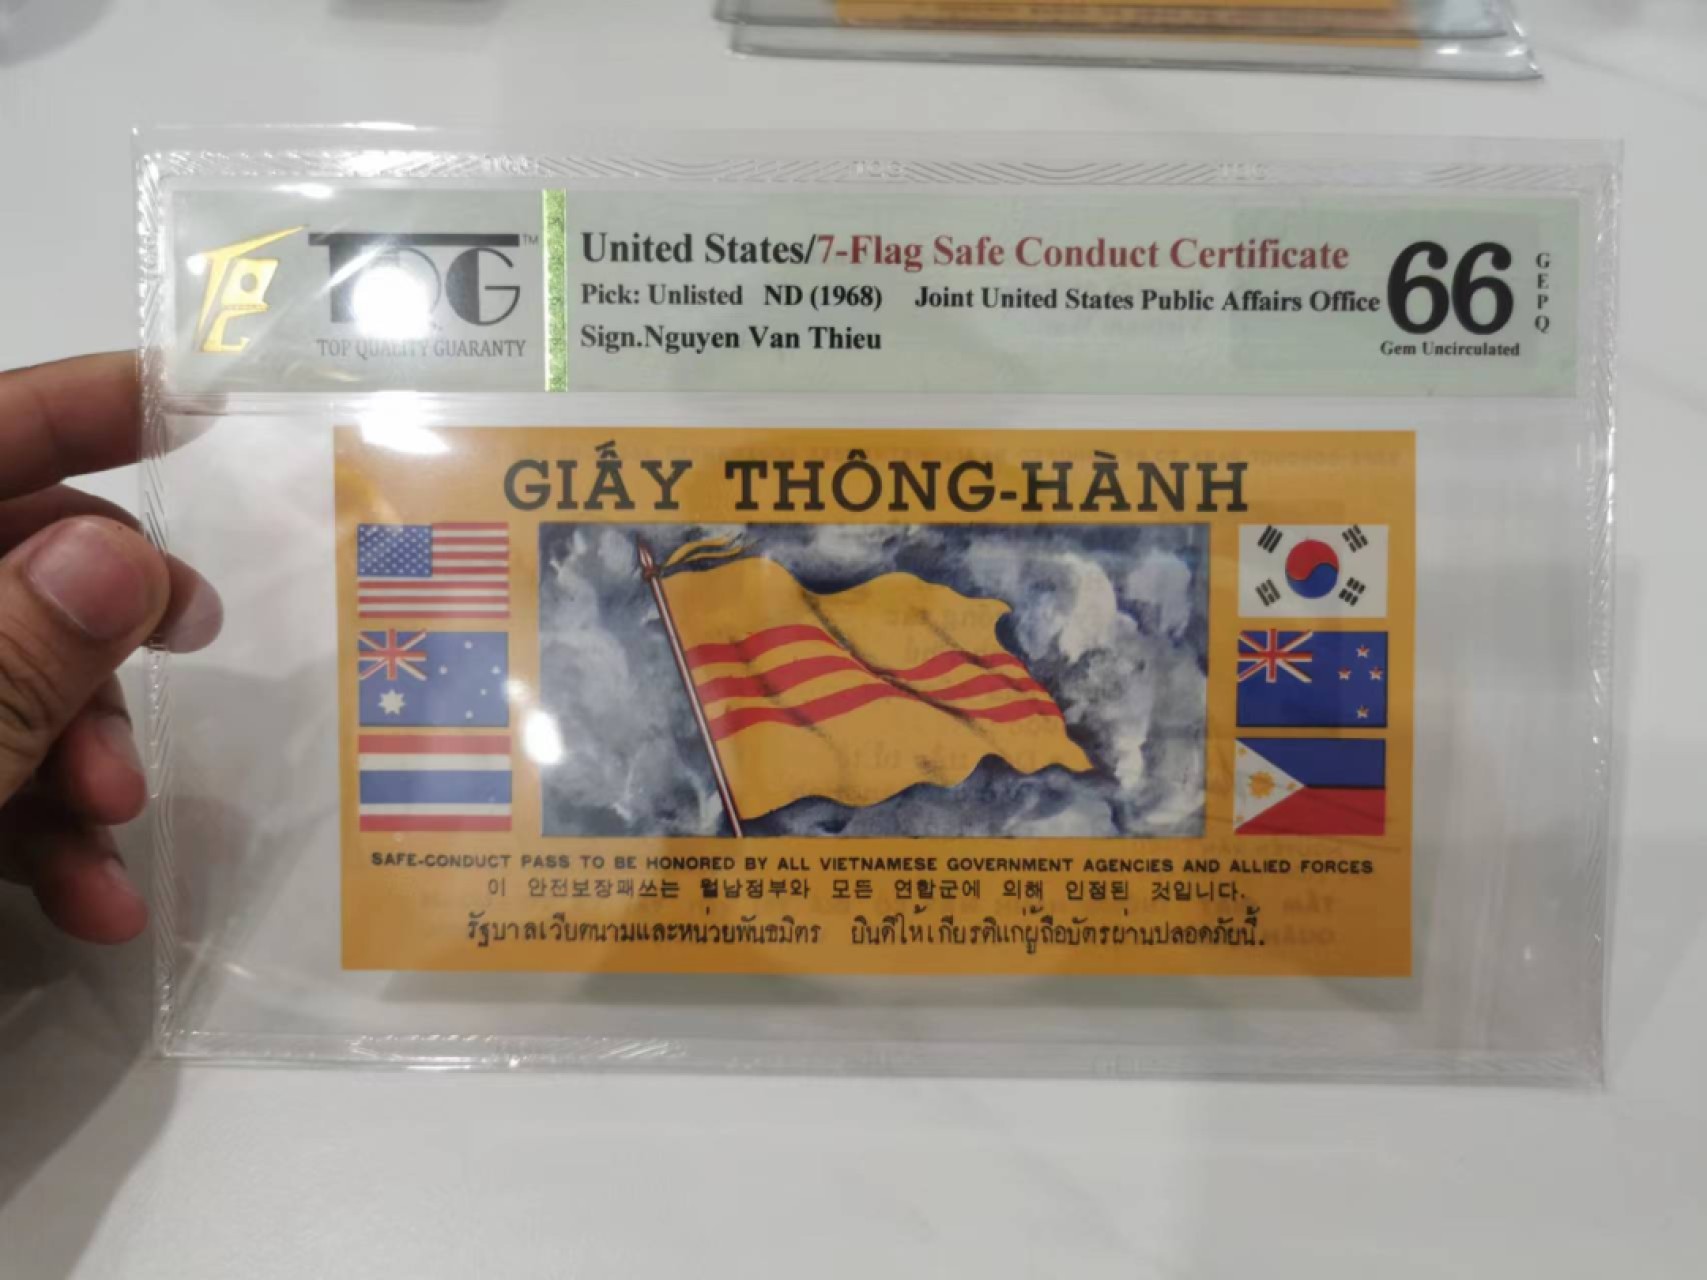 TQG™
TOP QUALITY GUARANTY
United States/7-Flag Safe Conduct Certificate
Pick: Unlisted ND (1968) Joint United States Public Affairs Office
Sign.Nguyen Van Thieu
66
GEPQ
Gem Uncirculated
GIẤY THÔNG-HÀNH
SAFE-CONDUCT PASS TO BE HONORED BY ALL VIETNAMESE GOVERNMENT AGENCIES AND ALLIED FORCES
이 안전보장패쓰는 월남정부와 모든 연합군에 의해 인정된 것입니다.
รัฐบาลเวียตนามและหน่วยพันธมิตร ยินดีให้เกียรติแก่ผู้ถือบัตรผ่านปลอดภัยนี้.